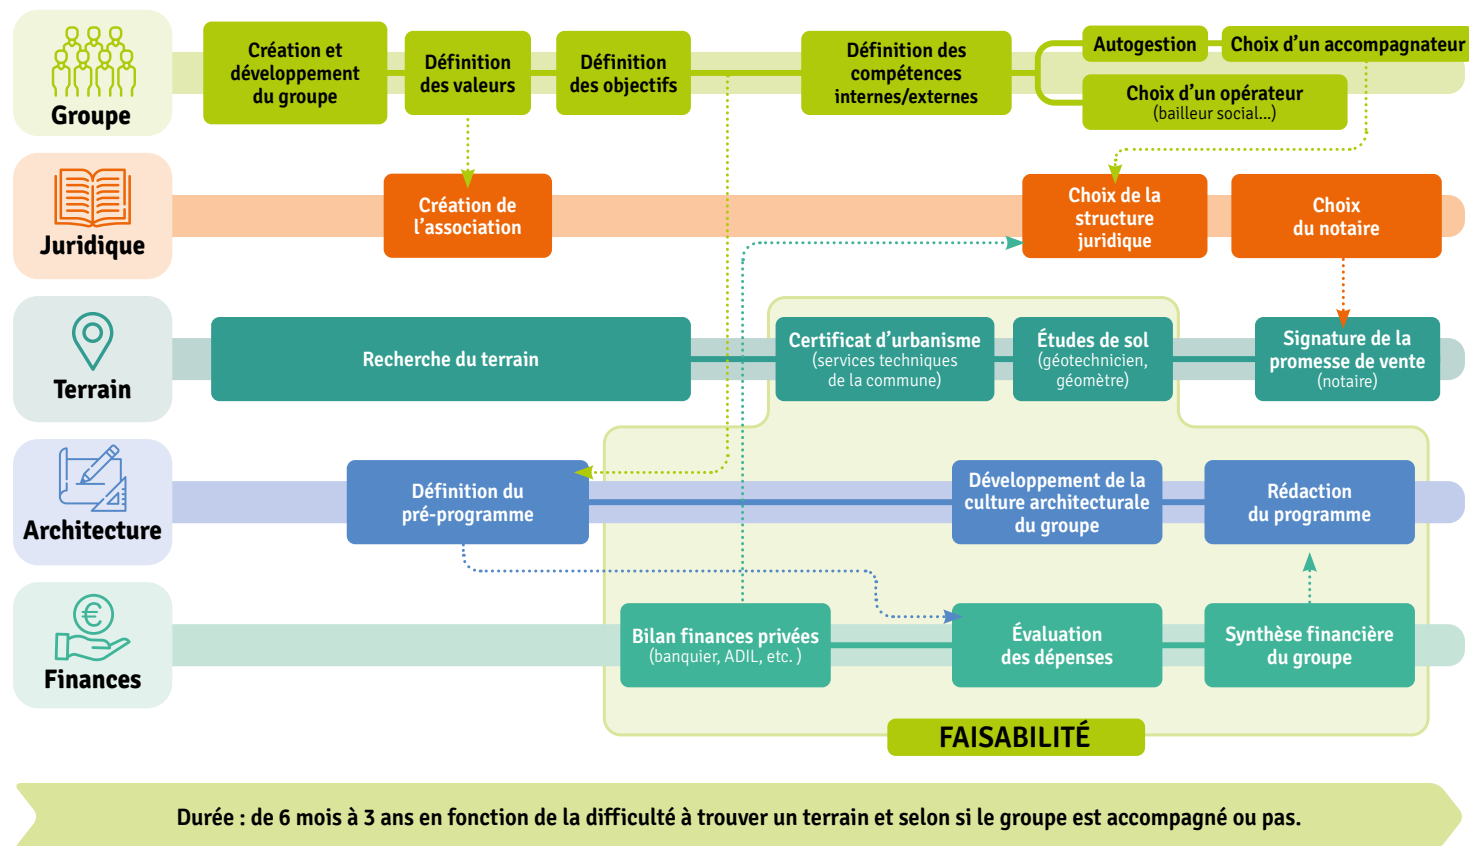 Groupe
Création et
développement
du groupe
Définition
des valeurs
Définition
des objectifs
Définition des
compétences
internes/externes
Autogestion
Choix d'un accompagnateur
Choix d'un opérateur
(bailleur social...)
Juridique
Création de
l'association
Choix de la
structure
juridique
Choix
du notaire
Terrain
Recherche du terrain
Certificat d'urbanisme
(services techniques
de la commune)
Études de sol
(géotechnicien,
géomètre)
Signature de la
promesse de vente
(notaire)
Architecture
Définition du
pré-programme
Développement de la
culture architecturale
du groupe
Rédaction
du programme
Finances
€
Bilan finances privées
(banquier, ADIL, etc. )
Évaluation
des dépenses
Synthèse financière
du groupe
FAISABILITÉ
Durée : de 6 mois à 3 ans en fonction de la difficulté à trouver un terrain et selon si le groupe est accompagné ou pas.